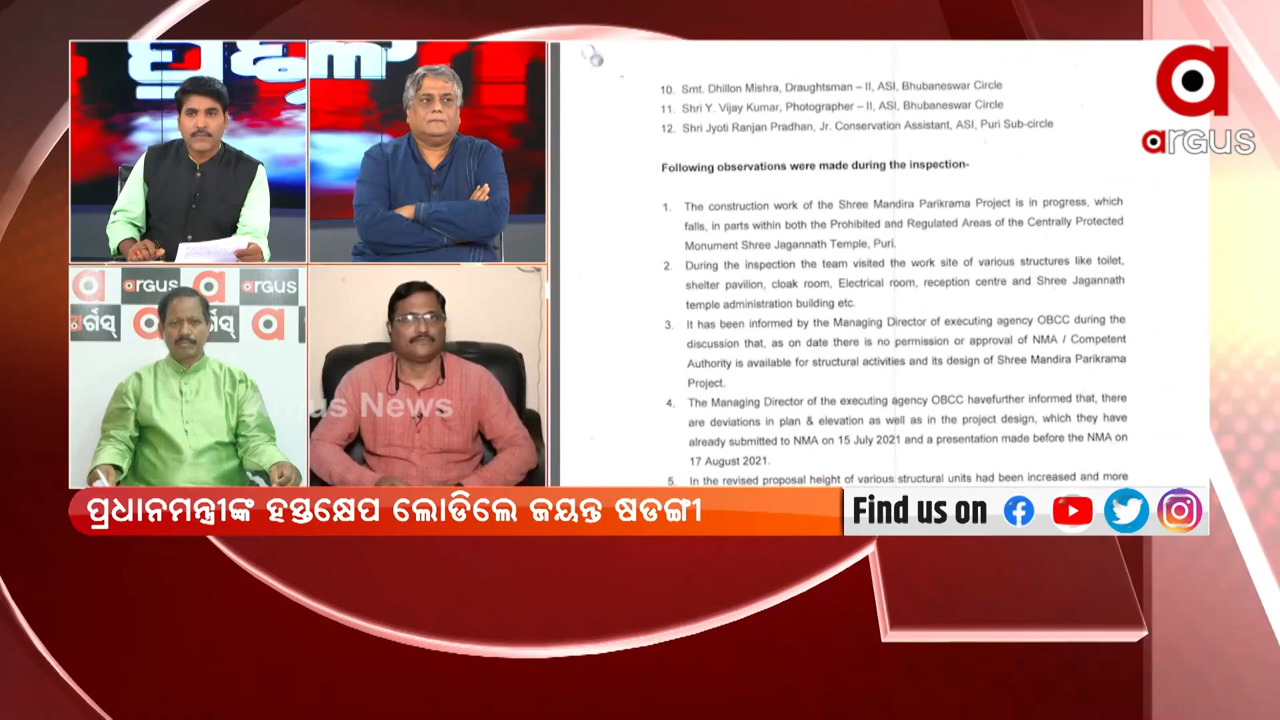 ପ୍ରଶ୍ନକାଳ
argus
10. Smt. Dhillon Mishra, Draughtsman – II, ASI, Bhubaneswar Circle
11. Shri Y. Vijay Kumar, Photographer – II, ASI, Bhubaneswar Circle
12. Shri Jyoti Ranjan Pradhan, Jr. Conservation Assistant, ASI, Puri Sub-circle
Following observations were made during the inspection-
1. The construction work of the Shree Mandira Parikrama Project is in progress, which
falls, in parts within both the Prohibited and Regulated Areas of the Centrally Protected
Monument Shree Jagannath Temple, Puri.
2. During the inspection the team visited the work site of various structures like toilet,
shelter pavilion, cloak room, Electrical room, reception centre and Shree Jagannath
temple administration building etc.
3. It has been informed by the Managing Director of executing agency OBCC during the
discussion that, as on date there is no permission or approval of NMA / Competent
Authority is available for structural activities and its design of Shree Mandira Parikrama
Project.
4. The Managing Director of the executing agency OBCC havefurther informed that, there
are deviations in plan & elevation as well as in the project design, which they have
already submitted to NMA on 15 July 2021 and a presentation made before the NMA on
17 August 2021.
5. In the revised proposal height of various structural units had been increased and more
argus argus
Argus News
ପ୍ରଧାନମନ୍ତ୍ରୀଙ୍କ ହସ୍ତକ୍ଷେପ ଲୋଡିଲେ ଜୟନ୍ତ ଷଡଙ୍ଗୀ
Find us on